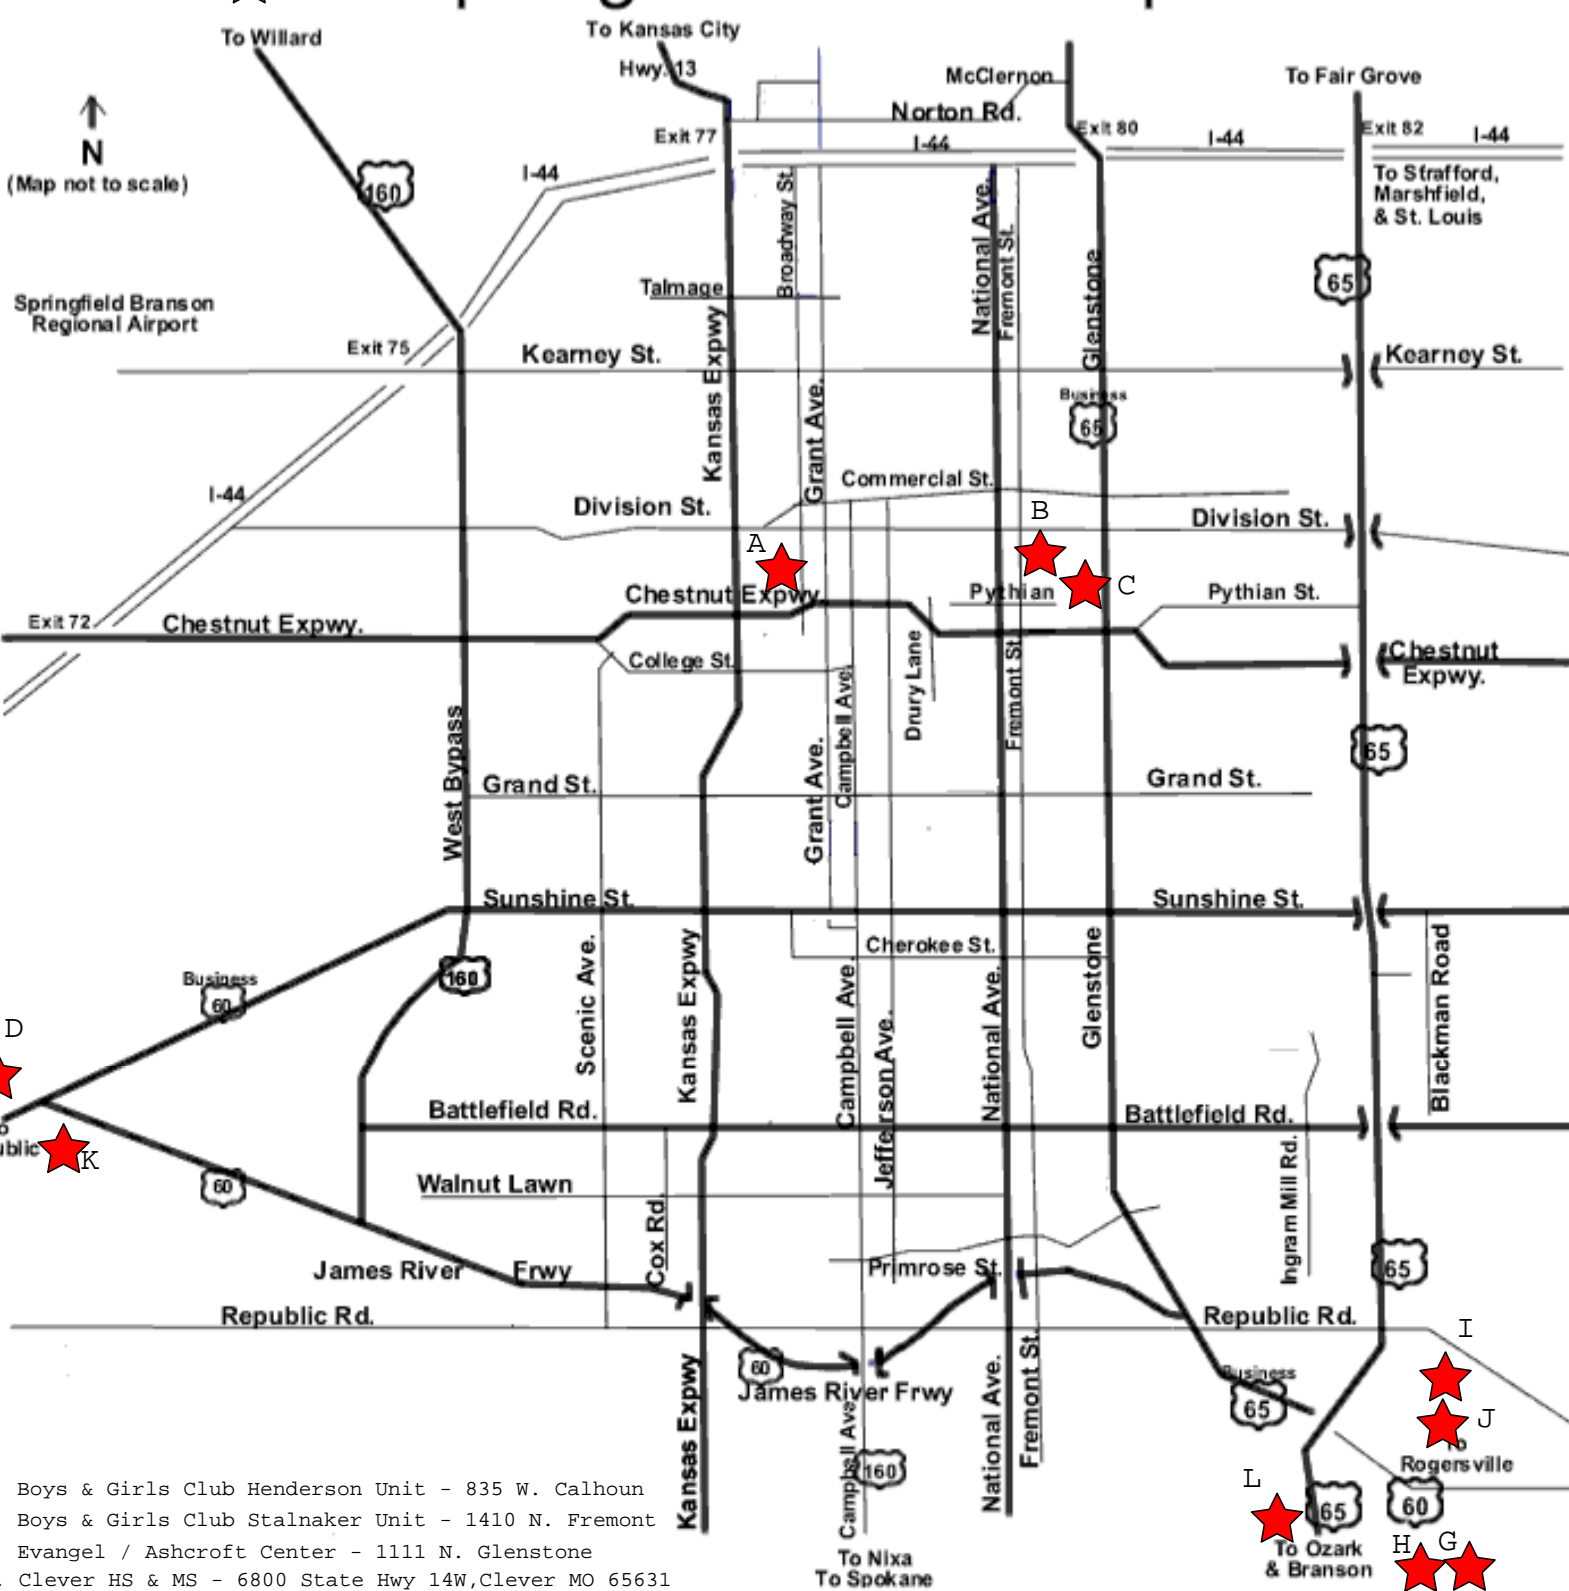 To Willard
To Kansas City
Hwy. 13
McClernon
To Fair Grove
Norton Rd.
Exit 77
Exit 80
Exit 82
I-44
I-44
I-44
I-44
N
(Map not to scale)
160
To Strafford,
Marshfield,
& St. Louis
Broadway St.
National Ave.
Fremont St.
Glenstone
65
Talmage
Springfield Branson
Regional Airport
Kansas Expwy
Exit 75
Kearney St.
Kearney St.
Grant Ave.
Business
65
Commercial St.
I-44
Division St.
Division St.
A
B
C
Chestnut Expwy
Pythian
Pythian St.
Exit 72
Chestnut Expwy.
College St.
Drury Lane
Fremont St.
Chestnut
Expwy.
Campbell Ave.
West Bypass
65
Grand St.
Grand St.
Grant Ave.
Sunshine St.
Sunshine St.
Cherokee St.
Business
60
160
Scenic Ave.
Kansas Expwy
Campbell Ave.
Jefferson Ave.
National Ave.
Glenstone
Blackman Road
D
Battlefield Rd.
Battlefield Rd.
ublic
K
60
Walnut Lawn
Cox Rd.
Ingram Mill Rd.
James River Frwy
Primrose St.
65
Republic Rd.
Republic Rd.
I
60
James River Frwy
Business
65
J
To
Rogersville
Kansas Expwy
Campbell Ave.
160
National Ave.
Fremont St.
L
65
60
H
G
To Ozark
& Branson
To Nixa
To Spokane
Boys & Girls Club Henderson Unit - 835 W. Calhoun
Boys & Girls Club Stalnaker Unit - 1410 N. Fremont
Evangel / Ashcroft Center - 1111 N. Glenstone
. Clever HS & MS - 6800 State Hwy 14W,Clever MO 65631